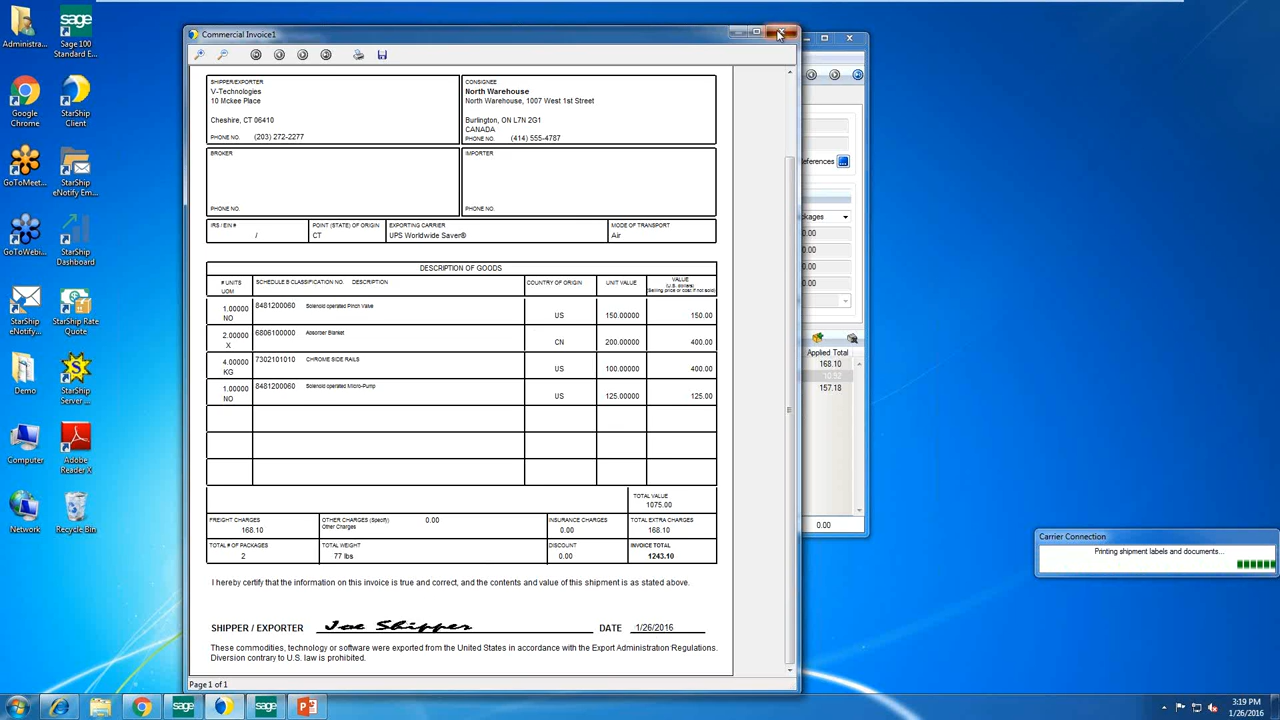 Administra...
Sage 100
Standard E...
Google
Chrome
StarShip
Client
GoToMeet...
StarShip
eNotify Em...
GoToWebi...
StarShip
Dashboard
StarShip
eNotify...
StarShip Rate
Quote
Demo
StarShip
Server ...
Computer
Adobe
Reader X
Network
Recycle Bin
Commercial Invoice1
SHIPPER/EXPORTER
V-Technologies
10 Mckee Place
Cheshire, CT 06410
PHONE NO. (203) 272-2277
CONSIGNEE
North Warehouse
North Warehouse, 1007 West 1st Street
Burlington, ON L7N 2G1
CANADA
PHONE NO. (414) 555-4787
BROKER
PHONE NO.
IMPORTER
PHONE NO.
IRS / EIN #
/
POINT (STATE) OF ORIGIN
CT
EXPORTING CARRIER
UPS Worldwide Saver®
MODE OF TRANSPORT
Air
DESCRIPTION OF GOODS
# UNITS
UOM
SCHEDULE B CLASSIFICATION NO. DESCRIPTION
COUNTRY OF ORIGIN
UNIT VALUE
VALUE
(U.S. dollars)
(Selling price or cost if not sold)
1.00000
NO
8481200060 Solenoid operated Pinch Valve
US
150.00000
150.00
2.00000
X
6806100000 Absorber Blanket
CN
200.00000
400.00
4.00000
KG
7302101010 CHROME SIDE RAILS
US
100.00000
400.00
1.00000
NO
8481200060 Solenoid operated Micro-Pump
US
125.00000
125.00
TOTAL VALUE
1075.00
FREIGHT CHARGES
168.10
OTHER CHARGES (Specify) 0.00
Other Charges
INSURANCE CHARGES
0.00
TOTAL EXTRA CHARGES
168.10
TOTAL # OF PACKAGES
2
TOTAL WEIGHT
77 lbs
DISCOUNT
0.00
INVOICE TOTAL
1243.10
I hereby certify that the information on this invoice is true and correct, and the contents and value of this shipment is as stated above.
SHIPPER / EXPORTER Joe Shipper DATE 1/26/2016
These commodities, technology or software were exported from the United States in accordance with the Export Administration Regulations.
Diversion contrary to U.S. law is prohibited.
Page 1 of 1
eferences
kages
0.00
0.00
0.00
0.00
Applied Total
168.10
157.18
0.00
Carrier Connection
Printing shipment labels and documents...
sage
sage
3:19 PM
1/26/2016